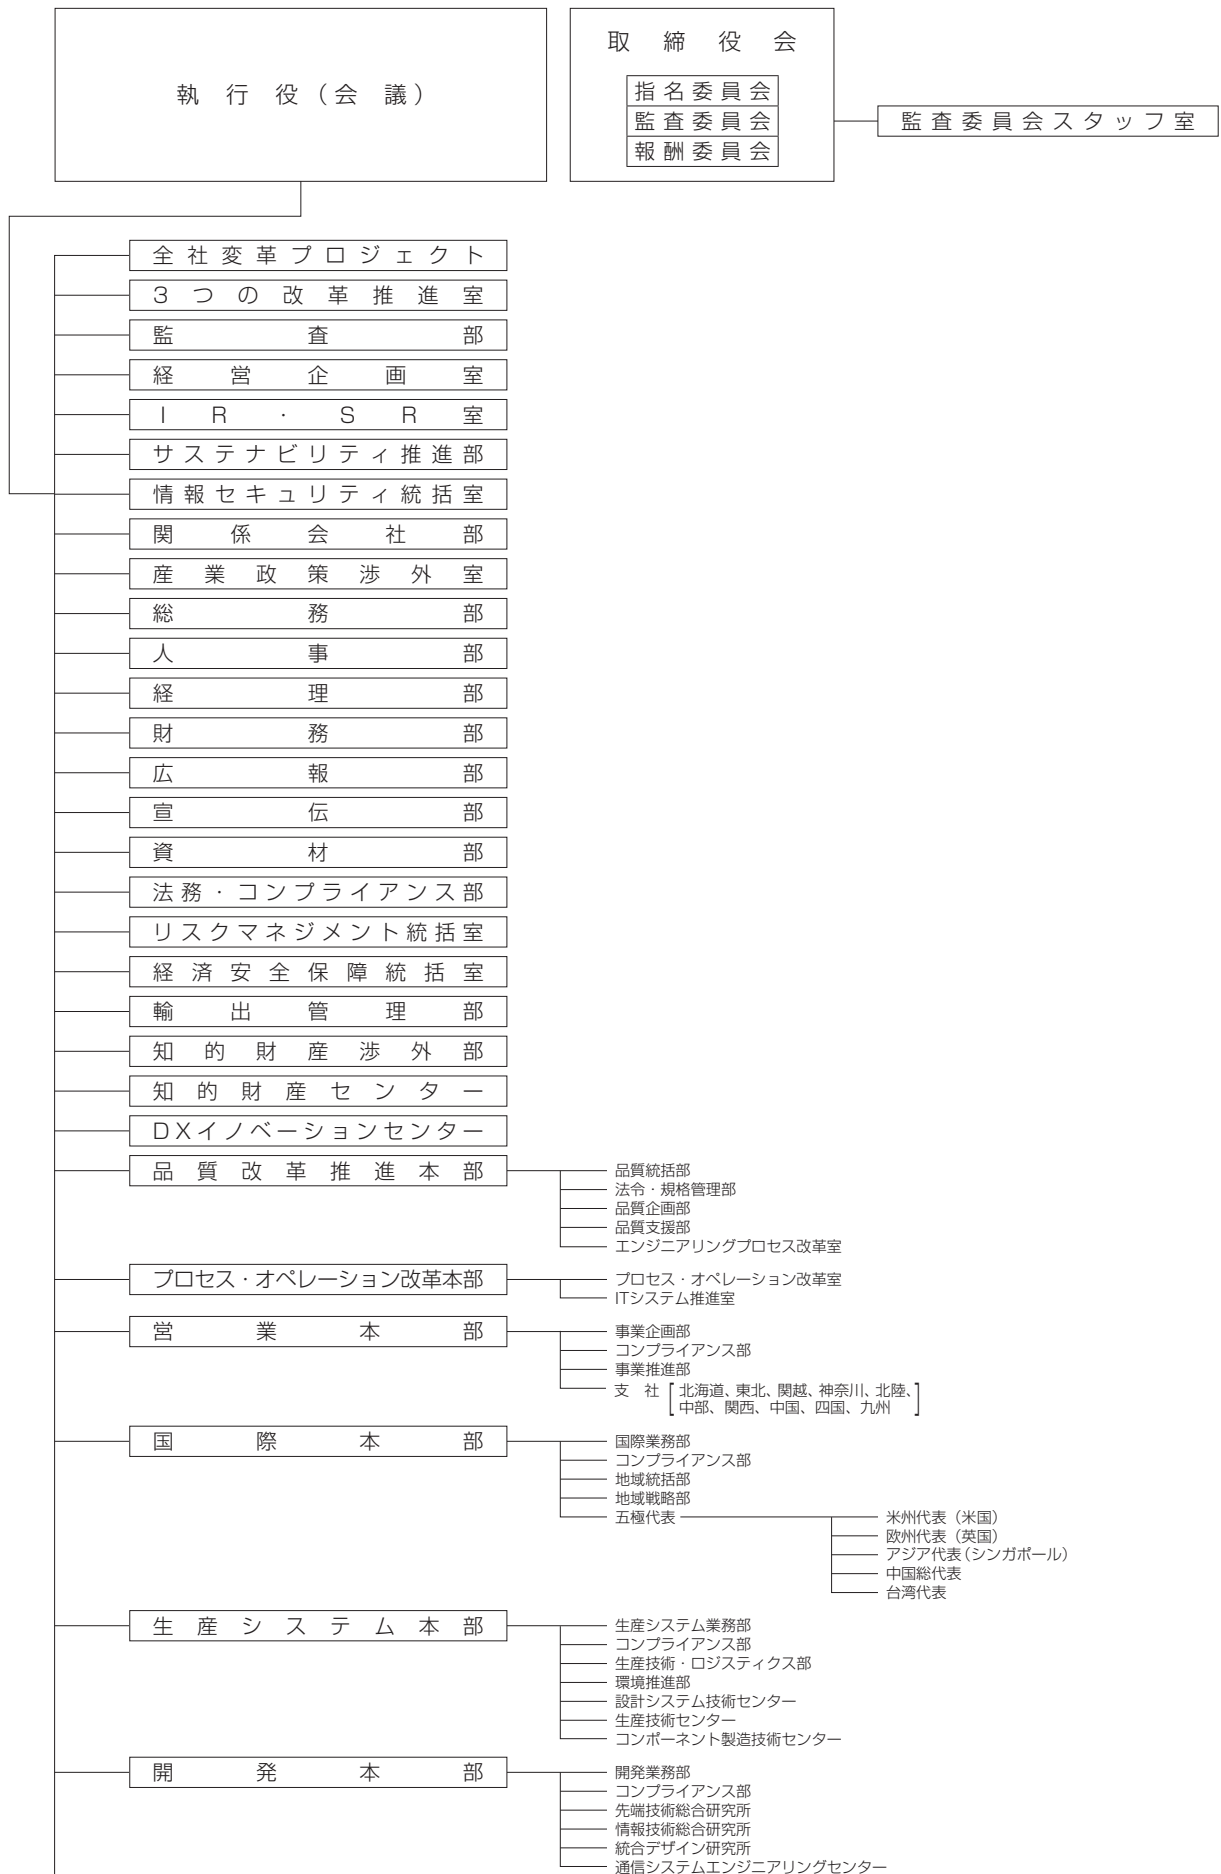 執行役（会議）
取締役会
指名委員会
監査委員会
報酬委員会
監査委員会スタッフ室
全社変革プロジェクト
3つの改革推進室
監査部
経営企画室
IR・SR室
サステナビリティ推進部
情報セキュリティ統括室
関係会社部
産業政策渉外室
総務部
人事部
経理部
財務部
広報部
宣伝部
資材部
法務・コンプライアンス部
リスクマネジメント統括室
経済安全保障統括室
輸出管理部
知的財産渉外部
知的財産センター
DXイノベーションセンター
品質改革推進本部
品質統括部
法令・規格管理部
品質企画部
品質支援部
エンジニアリングプロセス改革室
プロセス・オペレーション改革本部
プロセス・オペレーション改革室
ITシステム推進室
営業本部
事業企画部
コンプライアンス部
事業推進部
支 社 [北海道、東北、関越、神奈川、北陸、
中部、関西、中国、四国、九州]
国際本部
国際業務部
コンプライアンス部
地域統括部
地域戦略部
五極代表
米州代表（米国）
欧州代表（英国）
アジア代表（シンガポール）
中国総代表
台湾代表
生産システム本部
生産システム業務部
コンプライアンス部
生産技術・ロジスティクス部
環境推進部
設計システム技術センター
生産技術センター
コンポーネント製造技術センター
開発本部
開発業務部
コンプライアンス部
先端技術総合研究所
情報技術総合研究所
統合デザイン研究所
通信システムエンジニアリングセンター